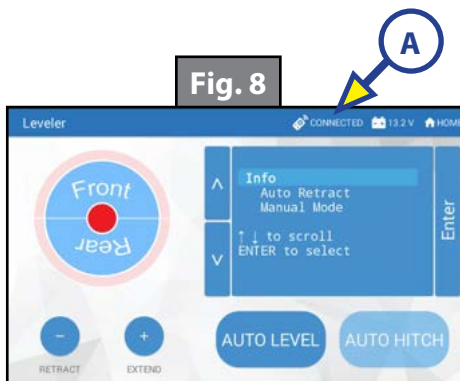 A
Fig. 8
Leveler CONNECTED 13.2 V HOME
Front
Rear
Info
Auto Retract
Manual Mode
↑ ↓ to scroll
ENTER to select
Enter
- +
RETRACT EXTEND
AUTO LEVEL AUTO HITCH